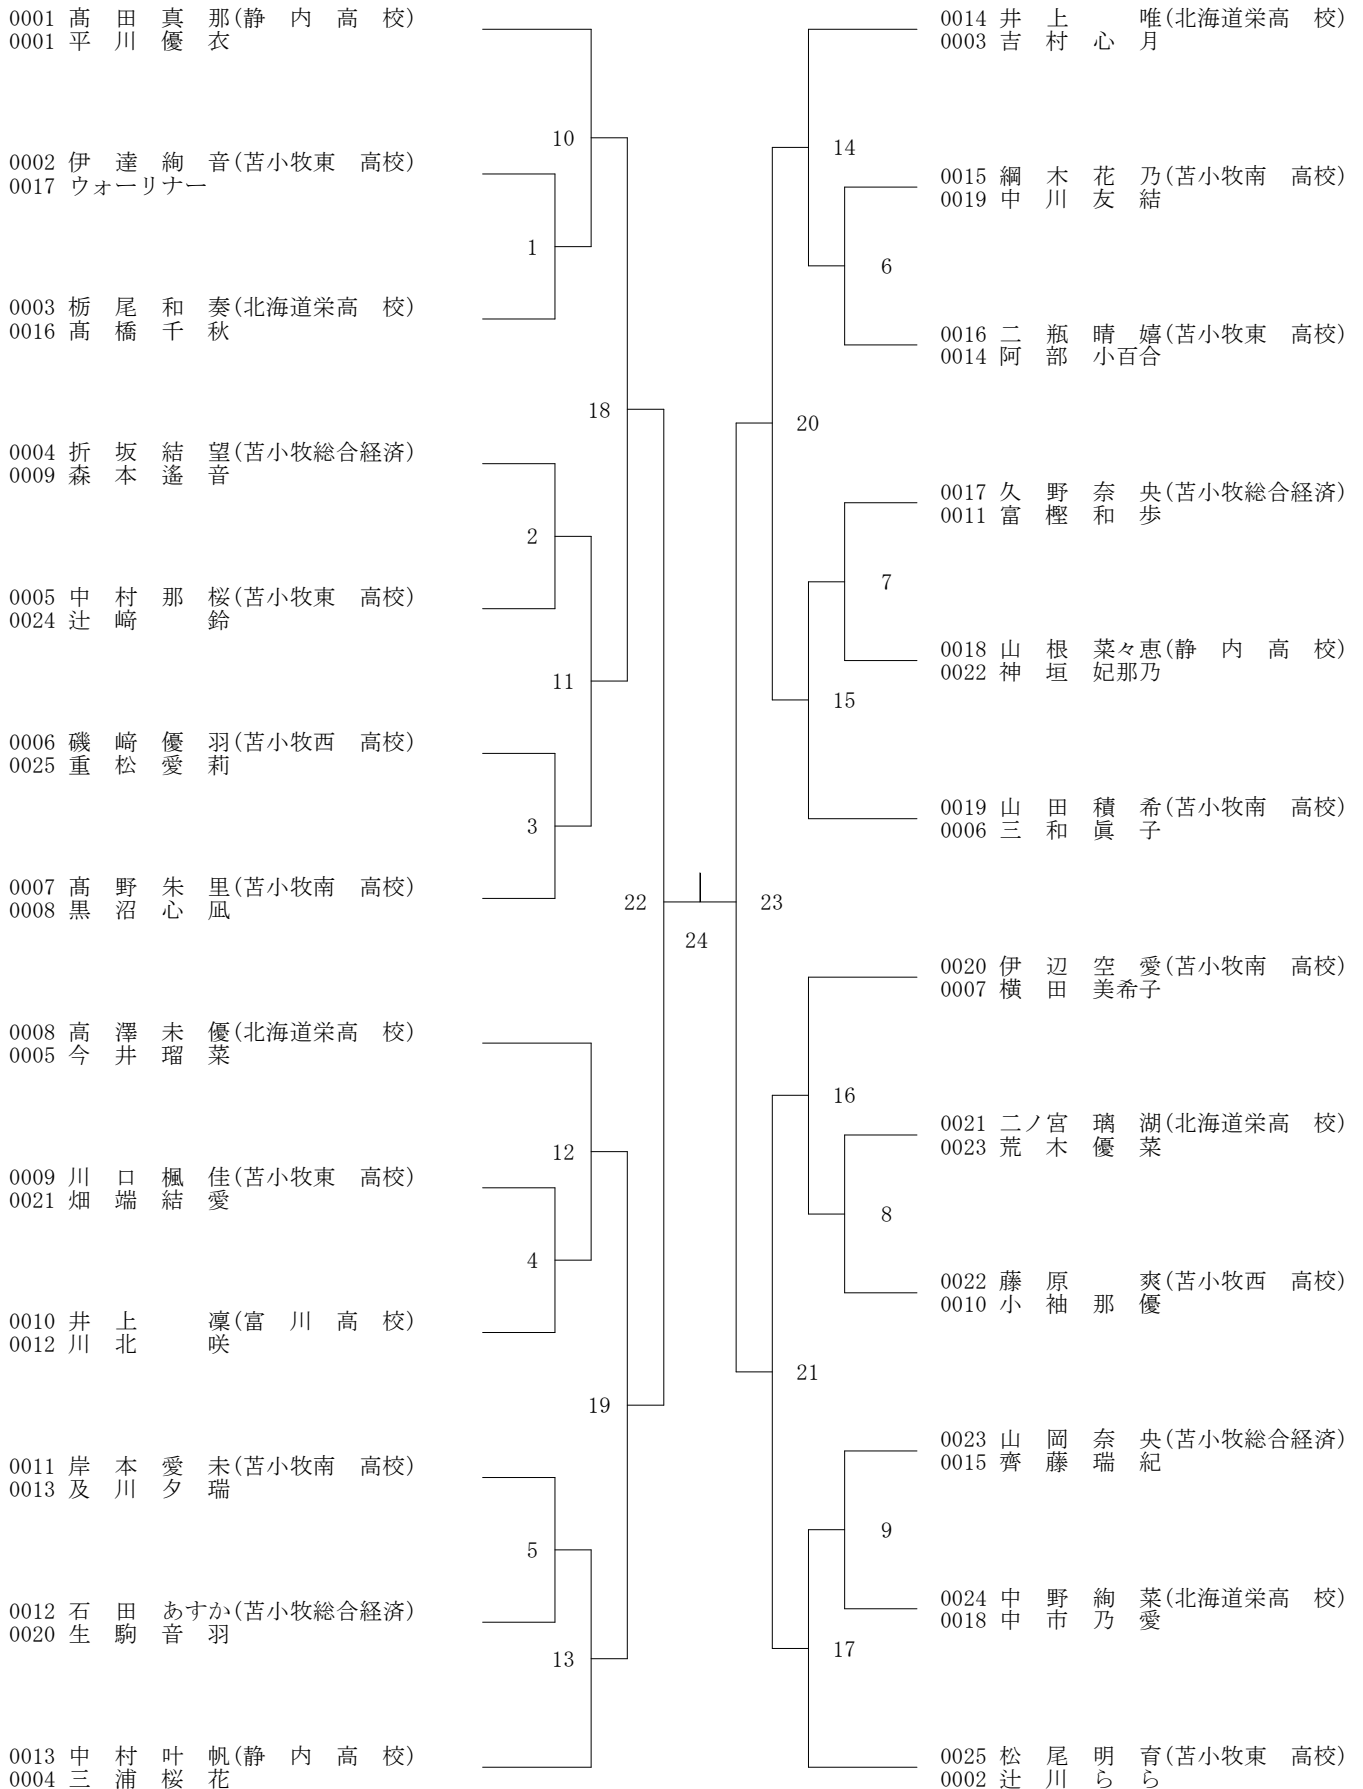 0001 髙 田 真 那(静 内 高 校)
0001 平 川 優 衣
10
0002 伊 達 絢 音(苫小牧東 高校)
0017 ウォーリナー
1
0003 栃 尾 和 奏(北海道栄高 校)
0016 髙 橋 千 秋
18
0004 折 坂 結 望(苫小牧総合経済)
0009 森 本 遙 音
2
0005 中 村 那 桜(苫小牧東 高校)
0024 辻 﨑 鈴
11
0006 磯 﨑 優 羽(苫小牧西 高校)
0025 重 松 愛 莉
3
0007 髙 野 朱 里(苫小牧南 高校)
0008 黒 沼 心 凪
22
24
0008 高 澤 未 優(北海道栄高 校)
0005 今 井 瑠 菜
12
0009 川 口 楓 佳(苫小牧東 高校)
0021 畑 端 結 愛
4
0010 井 上 凜(富 川 高 校)
0012 川 北 咲
19
0011 岸 本 愛 未(苫小牧南 高校)
0013 及 川 夕 瑞
5
0012 石 田 あすか(苫小牧総合経済)
0020 生 駒 音 羽
13
0013 中 村 叶 帆(静 内 高 校)
0004 三 浦 桜 花
0014 井 上 唯(北海道栄高 校)
0003 吉 村 心 月
14
0015 綱 木 花 乃(苫小牧南 高校)
0019 中 川 友 結
6
0016 二 瓶 晴 嬉(苫小牧東 高校)
0014 阿 部 小百合
20
0017 久 野 奈 央(苫小牧総合経済)
0011 富 樫 和 歩
7
0018 山 根 菜々恵(静 内 高 校)
0022 神 垣 妃那乃
15
0019 山 田 積 希(苫小牧南 高校)
0006 三 和 眞 子
23
0020 伊 辺 空 愛(苫小牧南 高校)
0007 横 田 美希子
16
0021 二ノ宮 璃 湖(北海道栄高 校)
0023 荒 木 優 菜
8
0022 藤 原 爽(苫小牧西 高校)
0010 小 袖 那 優
21
0023 山 岡 奈 央(苫小牧総合経済)
0015 齊 藤 瑞 紀
9
0024 中 野 絢 菜(北海道栄高 校)
0018 中 市 乃 愛
17
0025 松 尾 明 育(苫小牧東 高校)
0002 辻 川 ら ら